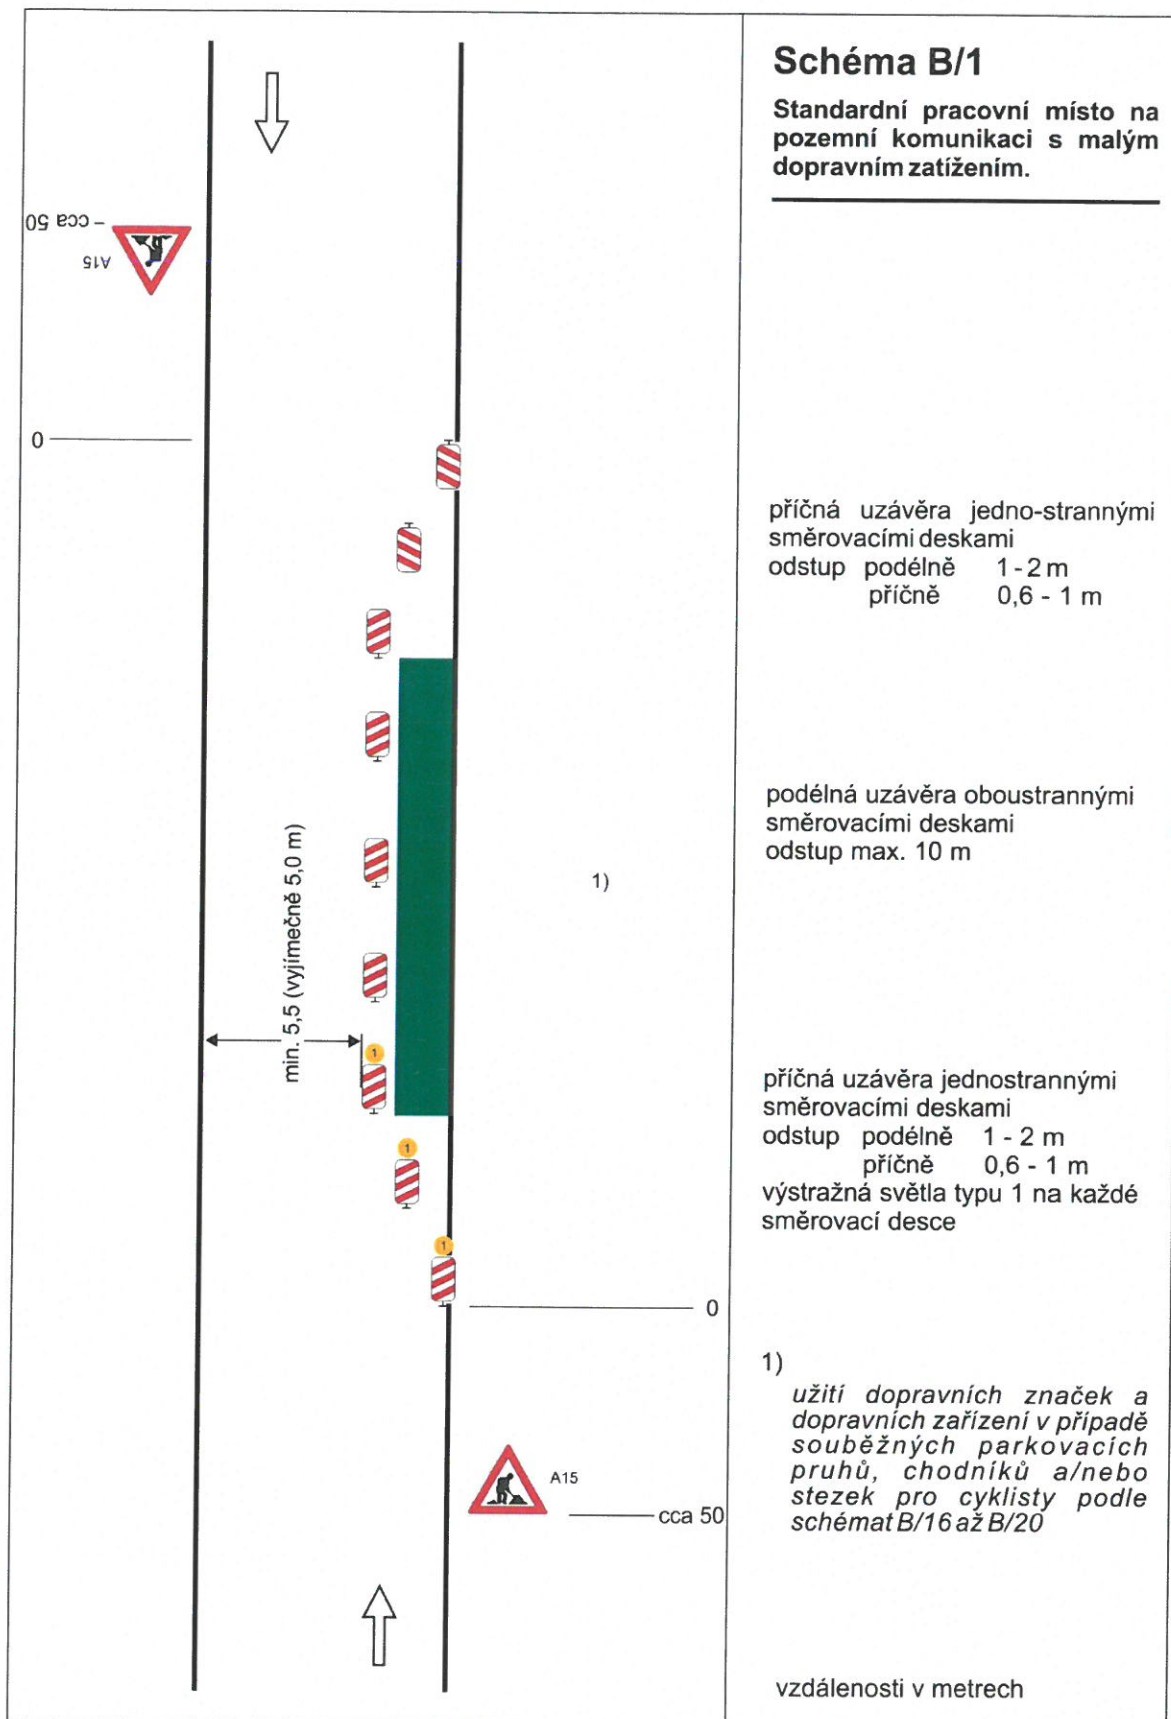 Schéma B/1
Standardní pracovní místo na
pozemní komunikaci s malým
dopravním zatížením.
cca 50
A15
0
příčná uzávěra jedno-strannými
směrovacími deskami
odstup podélně 1 - 2 m
příčně 0,6 - 1 m
podélná uzávěra oboustrannými
směrovacími deskami
odstup max. 10 m
1)
min. 5,5 (vyjímečně 5,0 m)
1
1
1
příčná uzávěra jednostrannými
směrovacími deskami
odstup podélně 1 - 2 m
příčně 0,6 - 1 m
výstražná světla typu 1 na každé
směrovací desce
0
1)
užití dopravních značek a
dopravních zařízení v případě
souběžných parkovacích
pruhů, chodníků a/nebo
stezek pro cyklisty podle
schémat B/16 až B/20
A15
cca 50
vzdálenosti v metrech